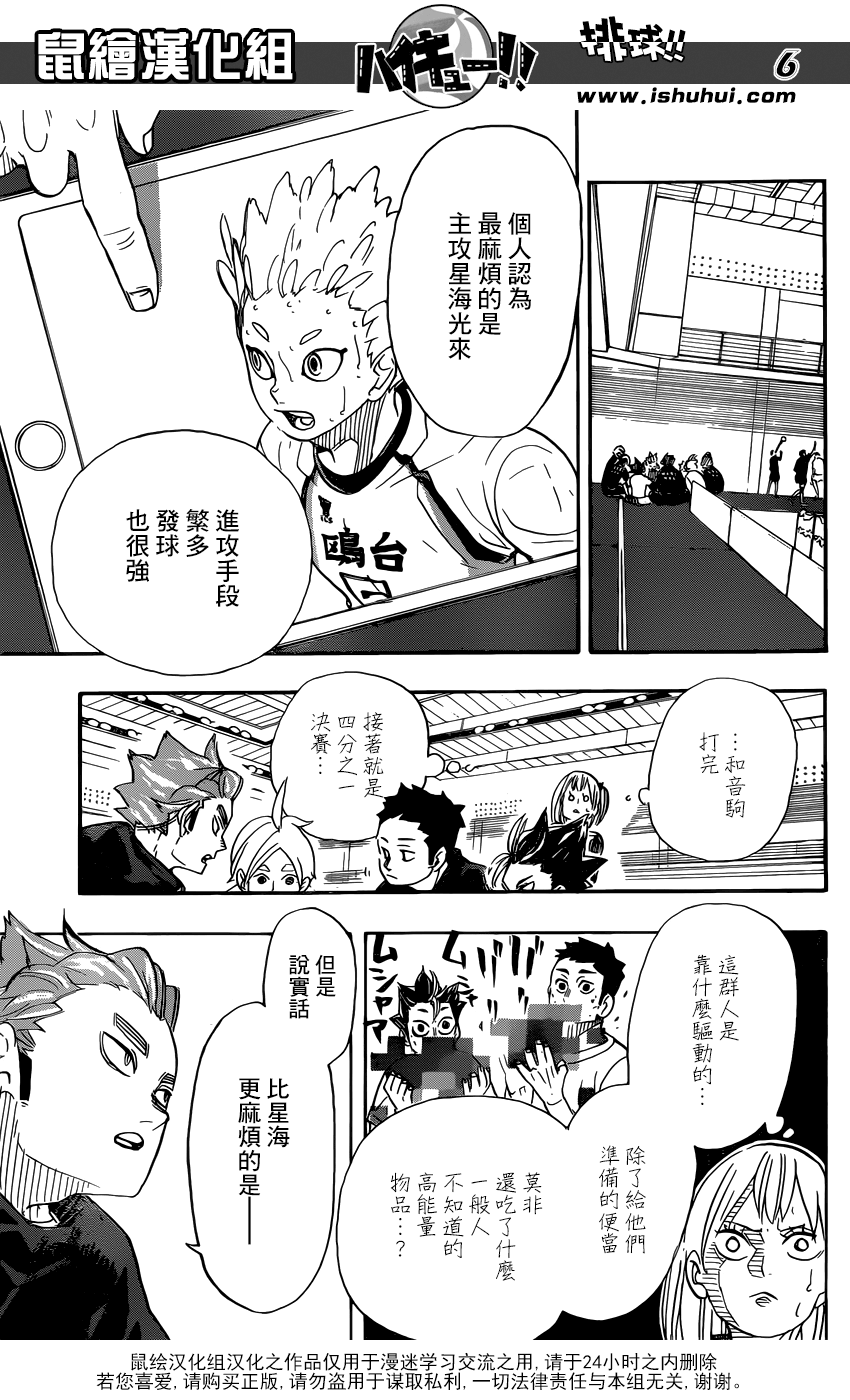 鼠繪漢化組
ハイキュー!!
排球!!
6
www.ishuhui.com
個人認為
最麻煩的是
主攻星海光來
進攻手段
繁多
發球
也很強
鴎台
…和音駒
打完
接著就是
四分之一
決賽…
這群人是
靠什麼驅動的…
ムシャア
ムシャ
除了給他們
準備的便當
莫非
還吃了什麼
一般人
不知道的
高能量
物品…?
但是
說實話
比星海
更麻煩的是——
鼠绘汉化组汉化之作品仅用于漫迷学习交流之用, 请于24小时之内删除
若您喜爱, 请购买正版, 请勿盗用于谋取私利, 一切法律责任与本组无关, 谢谢。